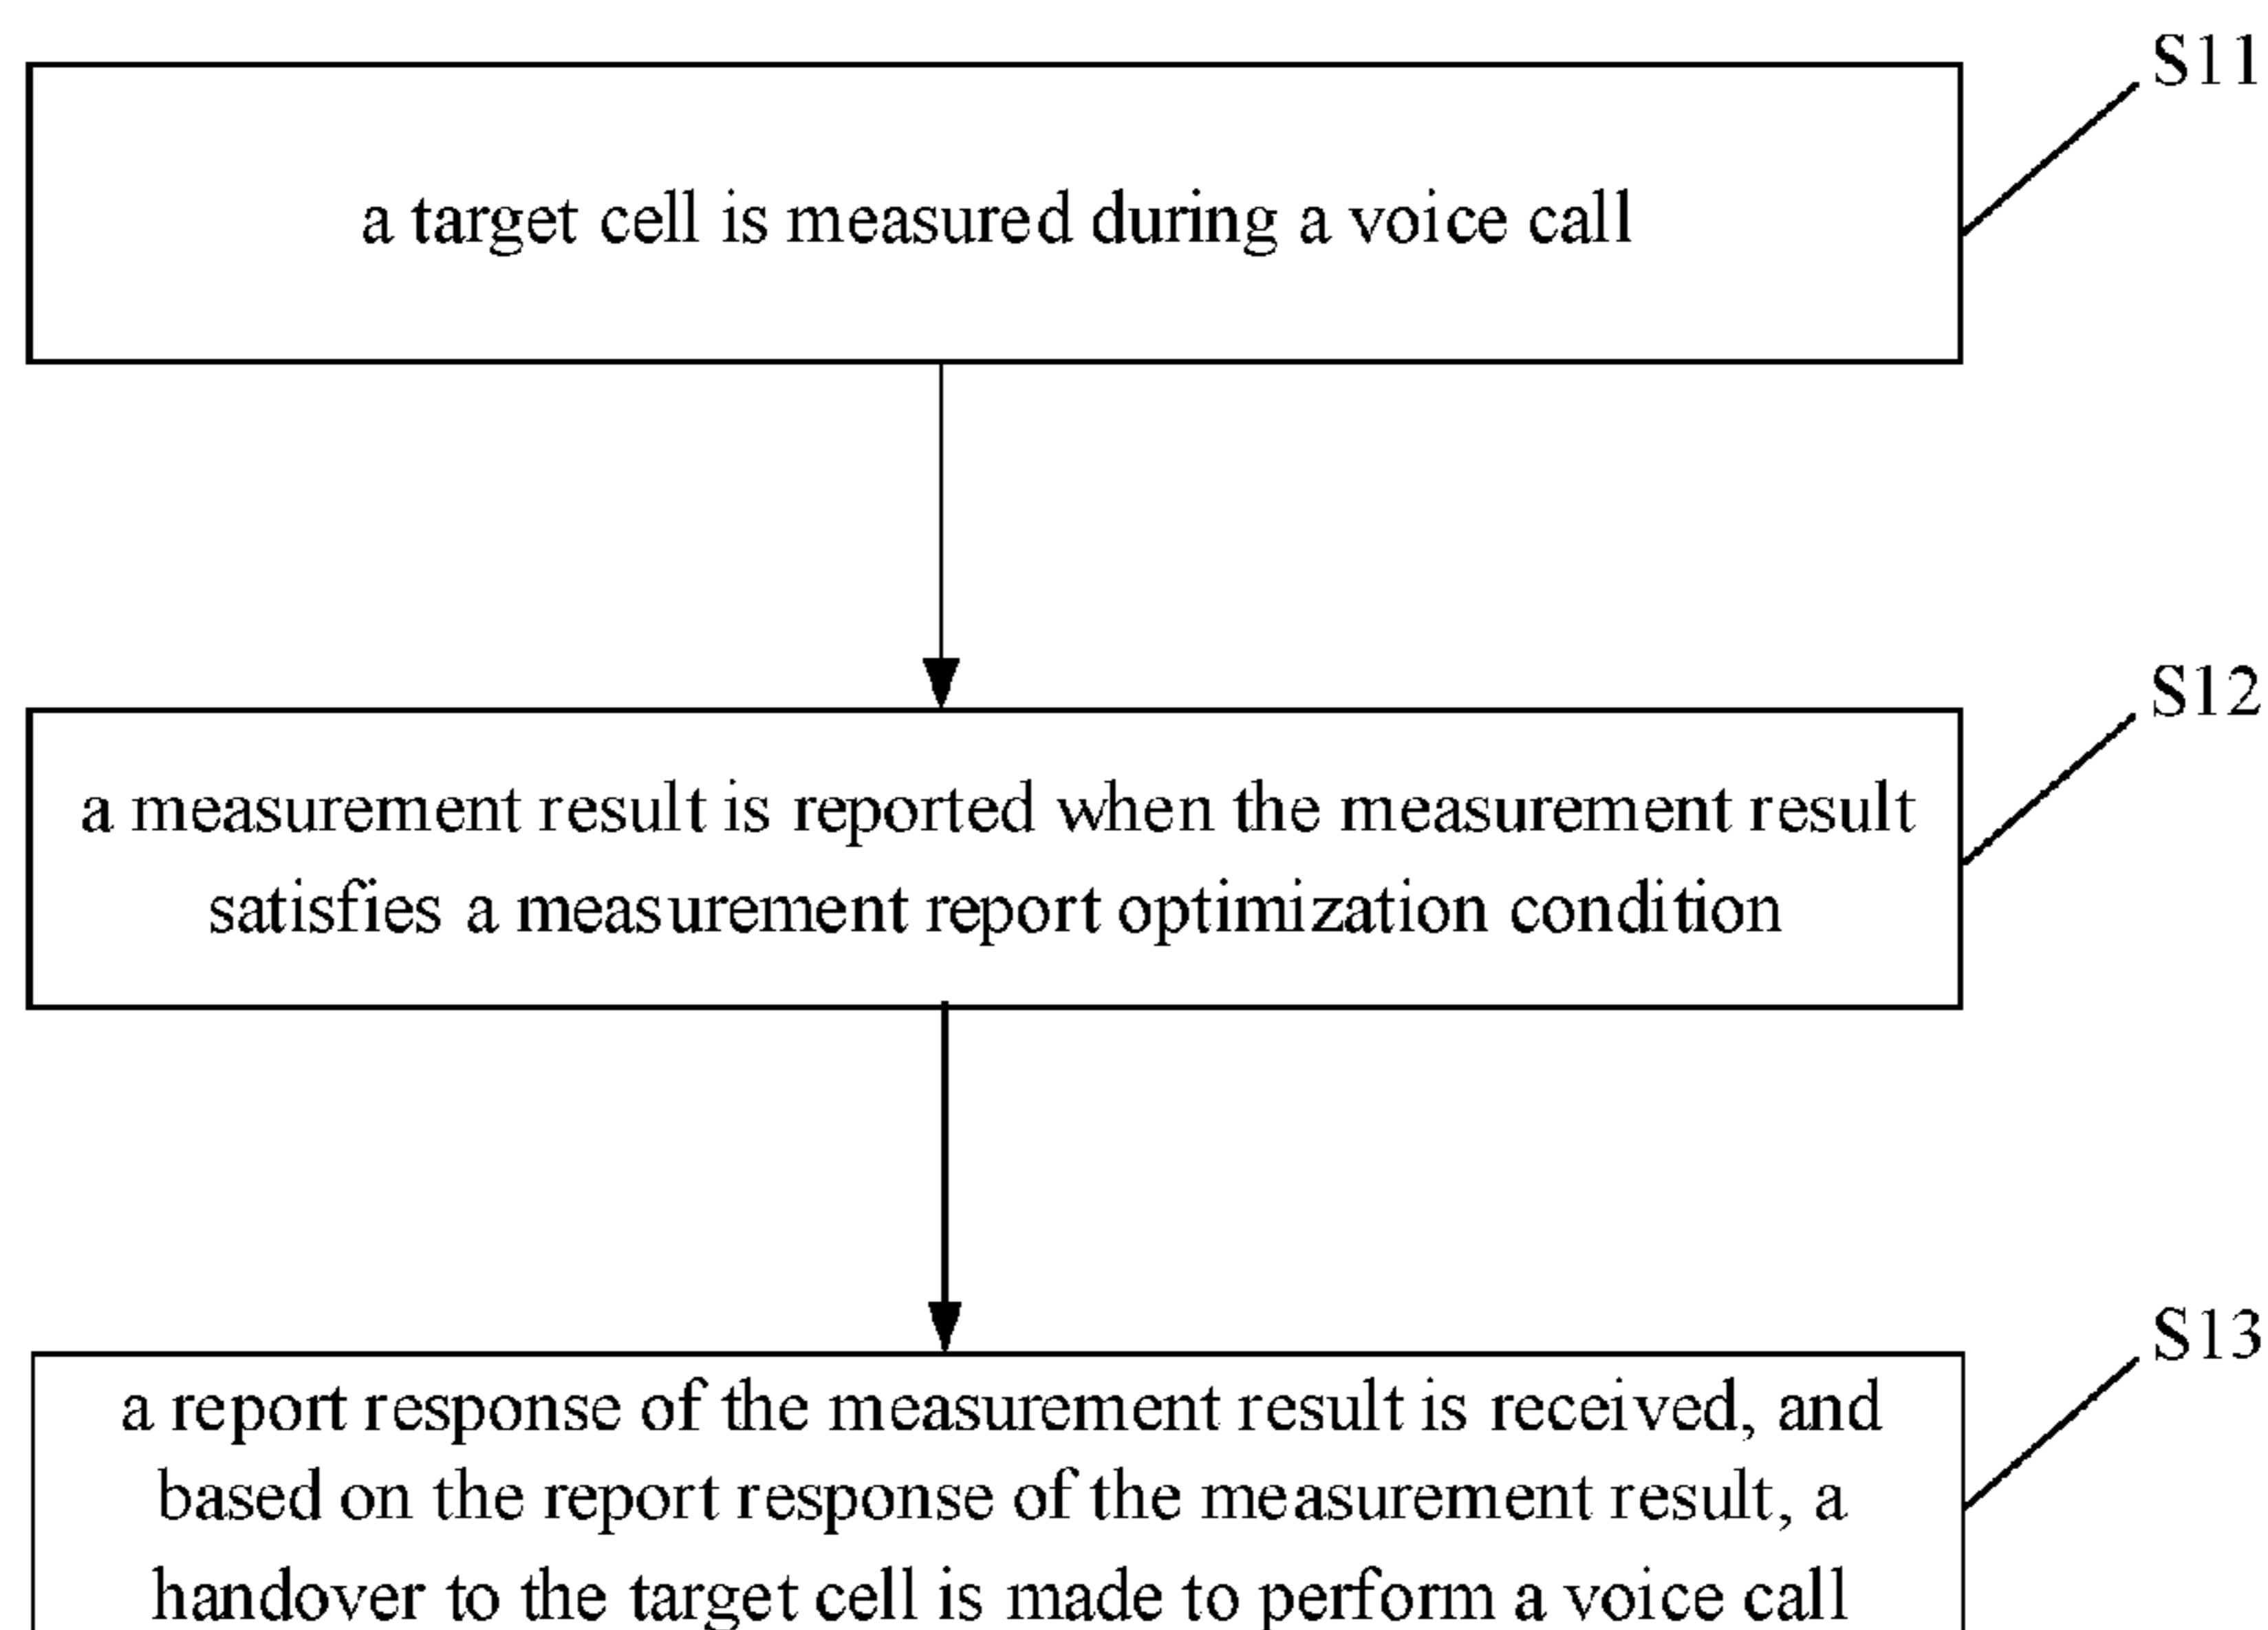 S11
a target cell is measured during a voice call
S12
a measurement result is reported when the measurement result
satisfies a measurement report optimization condition
S13
a report response of the measurement result is received, and
based on the report response of the measurement result, a
handover to the target cell is made to perform a voice call